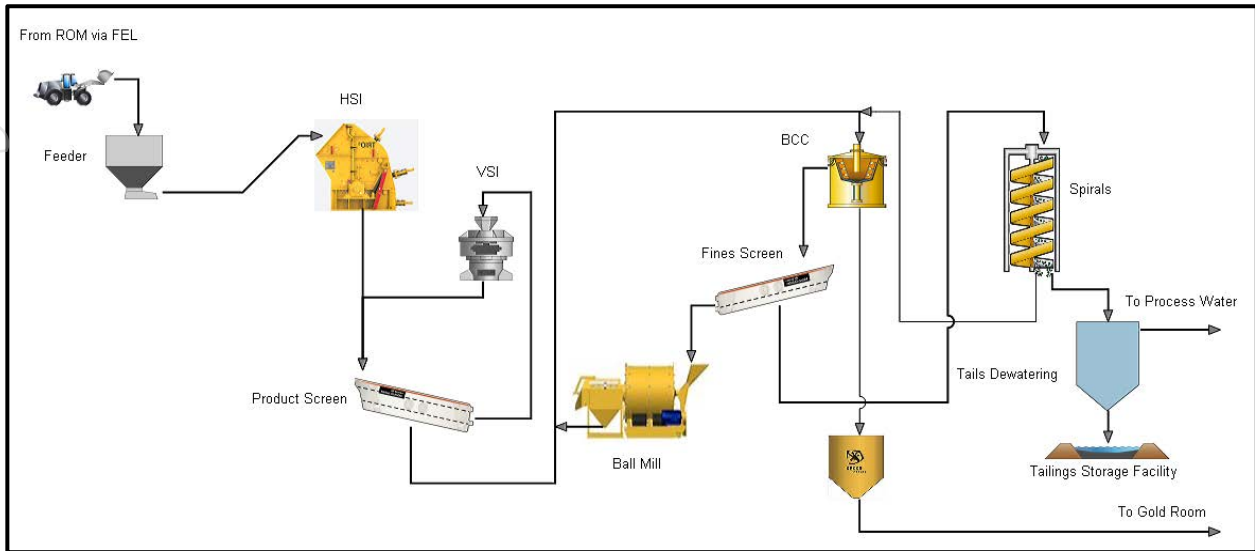 From ROM via FEL
HSI
Feeder
VSI
BCC
Spirals
Fines Screen
To Process Water
Tails Dewatering
Product Screen
Ball Mill
Tailings Storage Facility
To Gold Room